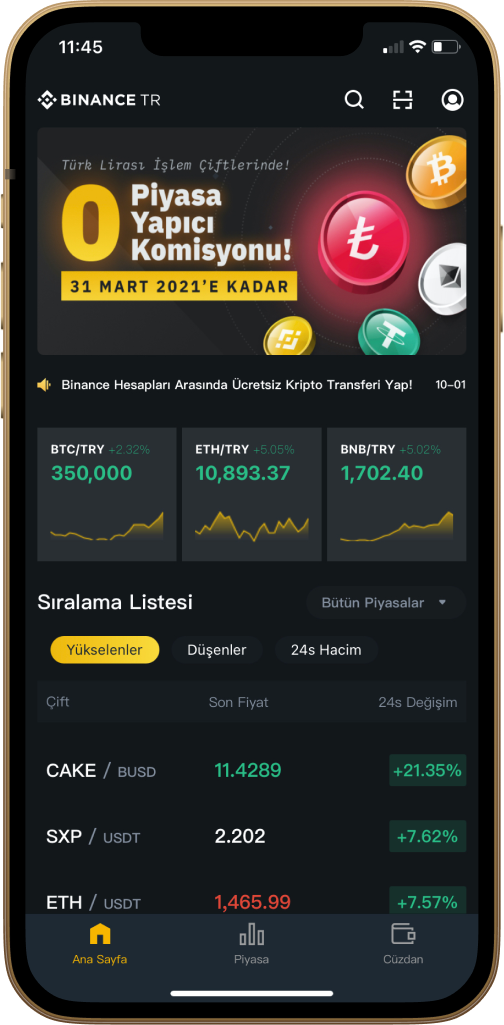 11:45
BINANCE TR
Türk Lirası İşlem Çiftlerinde!
0 Piyasa
Yapıcı
Komisyonu!
31 MART 2021'E KADAR
Binance Hesapları Arasında Ücretsiz Kripto Transferi Yap! 10-01
BTC/TRY +2.32% ETH/TRY +5.05% BNB/TRY +5.02%
350,000 10,893.37 1,702.40
Sıralama Listesi Bütün Piyasalar
Yükselenler Düşenler 24s Hacim
Çift Son Fiyat 24s Değişim
CAKE / BUSD 11.4289 +21.35%
SXP / USDT 2.202 +7.62%
ETH / USDT 1,465.99 +7.57%
Ana Sayfa Piyasa Cüzdan